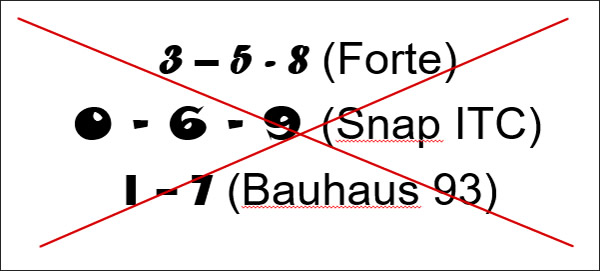 3 – 5 - 8 (Forte)
0 - 6 - 9 (Snap ITC)
1 – 7 (Bauhaus 93)